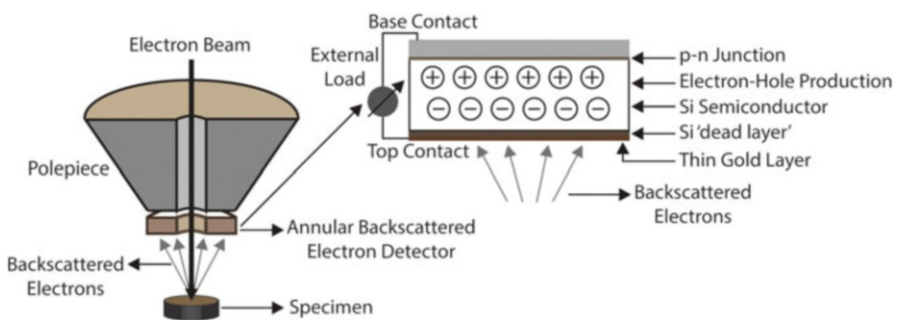 Electron Beam
Polepiece
Backscattered
Electrons
Annular Backscattered
Electron Detector
Specimen
Base Contact
External
Load
Top Contact
p-n Junction
Electron-Hole Production
Si Semiconductor
Si 'dead layer'
Thin Gold Layer
Backscattered
Electrons